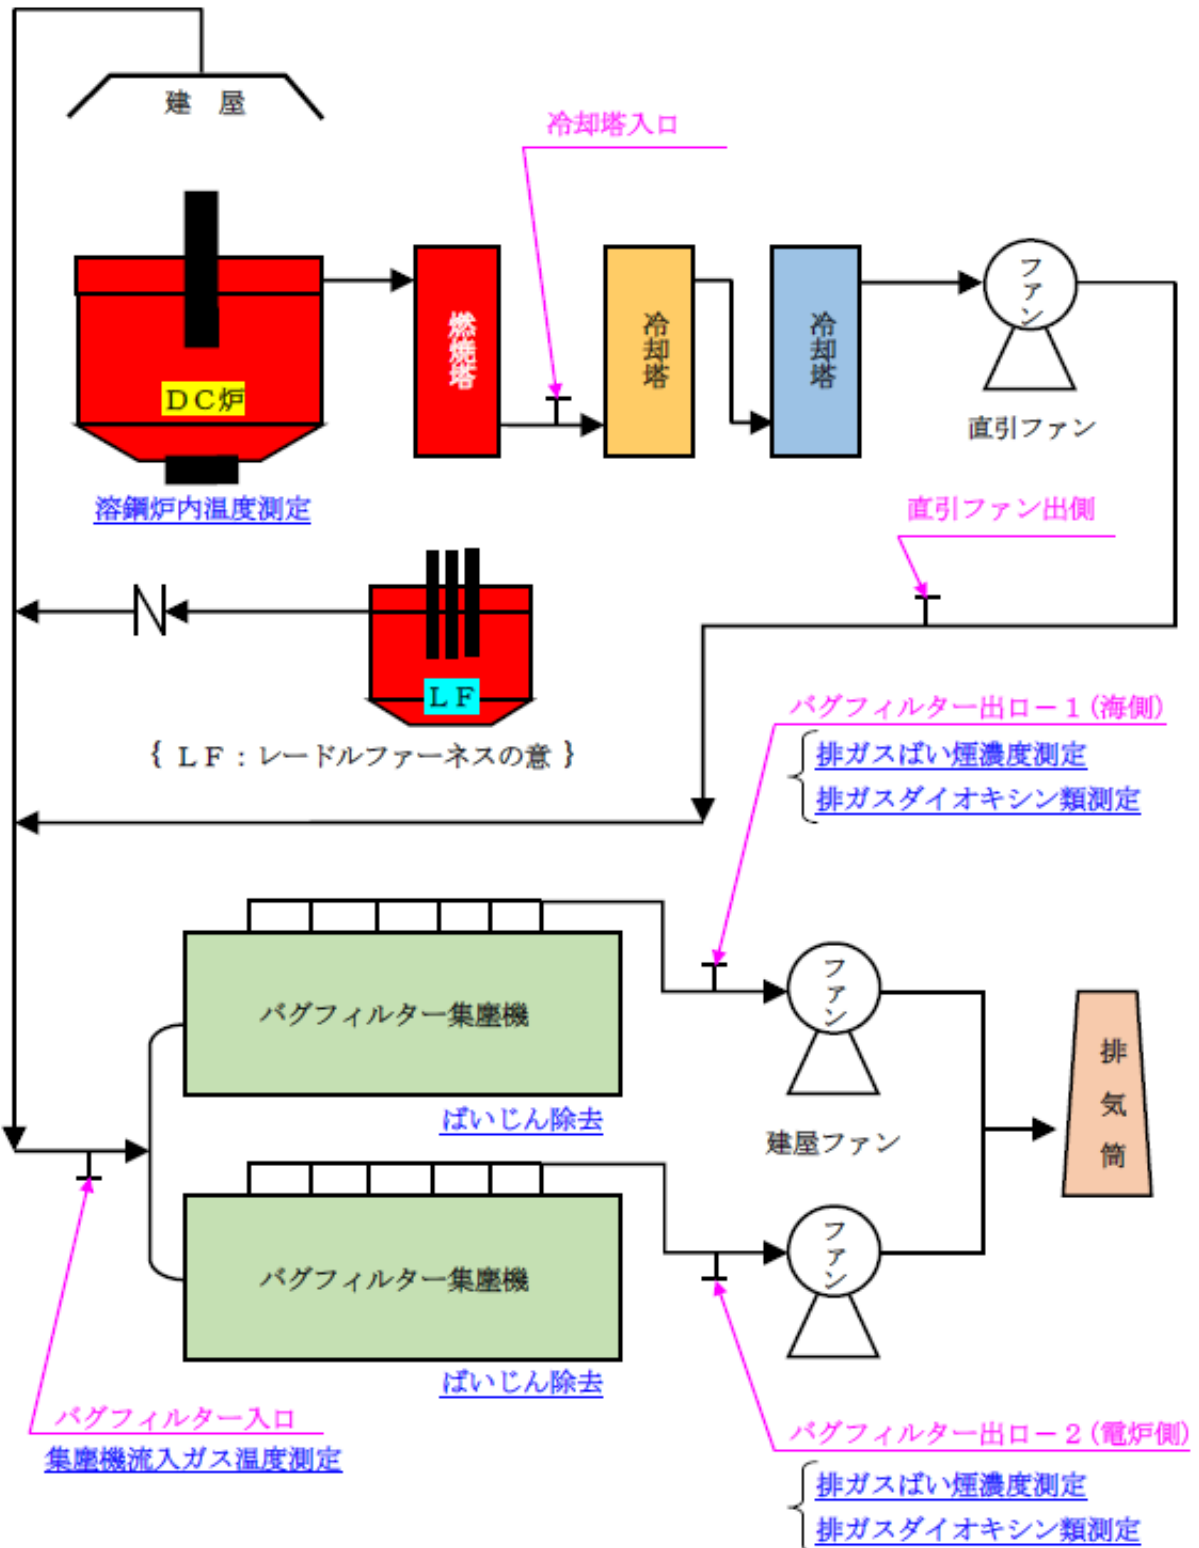 建 屋
冷却塔入口
燃焼塔
冷却塔
冷却塔
ファン
DC炉
直引ファン
溶鋼炉内温度測定
直引ファン出側
LF
{ LF:レードルファーネスの意 }
バグフィルター出口-1(海側)
排ガスばい煙濃度測定
排ガスダイオキシン類測定
バグフィルター集塵機
ファン
排気筒
ばいじん除去
建屋ファン
バグフィルター集塵機
ファン
ばいじん除去
バグフィルター入口
集塵機流入ガス温度測定
バグフィルター出口-2(電炉側)
排ガスばい煙濃度測定
排ガスダイオキシン類測定